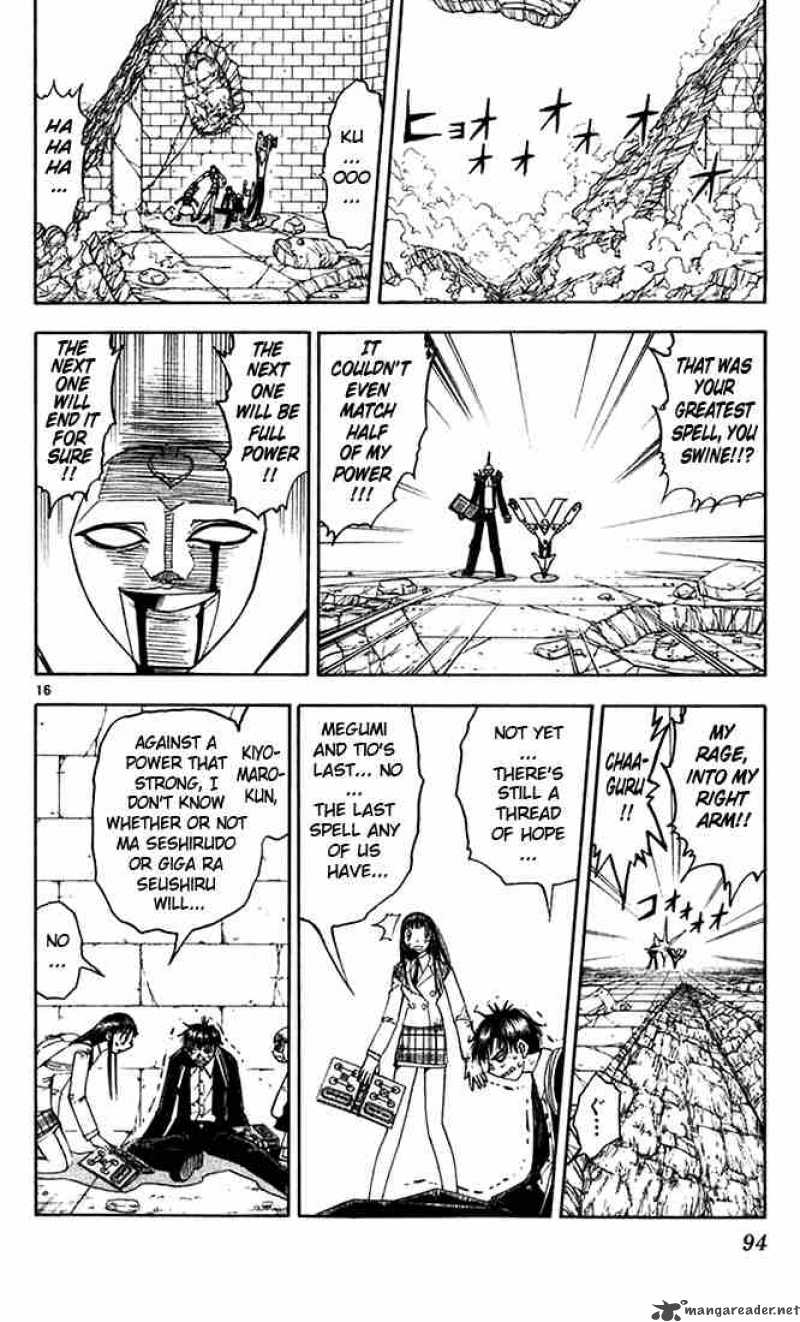 ヒョオ
オ
オ
オ
オ
オ
KU
...
OOO
...
HA
HA
HA
...
THAT WAS
YOUR
GREATEST
SPELL, YOU
SWINE!!?
IT
COULDN'T
EVEN
MATCH
HALF
OF MY
POWER
!!!
THE
NEXT
ONE
WILL BE
FULL
POWER
!!
THE
NEXT
ONE
WILL
END IT
FOR
SURE
!!
16
MY
RAGE,
INTO MY
RIGHT
ARM!!
CHAA-
GURU
!!
コオオオオ
ぐ…
NOT YET
...
THERE'S
STILL A
THREAD
OF HOPE
...
MEGUMI
AND TIO'S
LAST... NO
...
THE LAST
SPELL ANY
OF US
HAVE...
KIYO-
MARO-
KUN,
AGAINST A
POWER THAT
STRONG, I
DON'T KNOW
WHETHER OR NOT
MA SESHIRUDO
OR GIGA RA
SEUSHIRU
WILL...
NO
...
94
mangareader.net